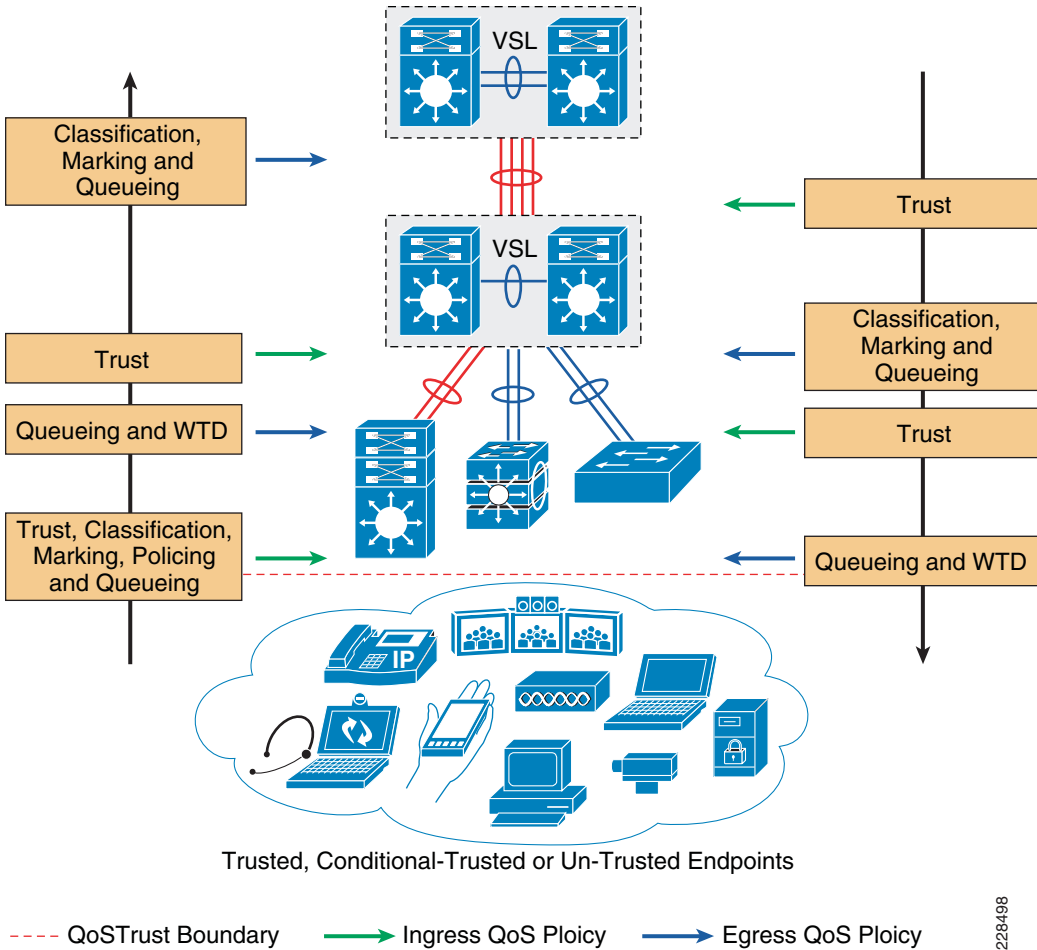 VSL
Classification,
Marking and
Queueing
Trust
VSL
Classification,
Marking and
Queueing
Trust
Queueing and WTD
Trust
Trust, Classification,
Marking, Policing
and Queueing
Queueing and WTD
IP
Trusted, Conditional-Trusted or Un-Trusted Endpoints
QoSTrust Boundary
Ingress QoS Ploicy
Egress QoS Ploicy
228498